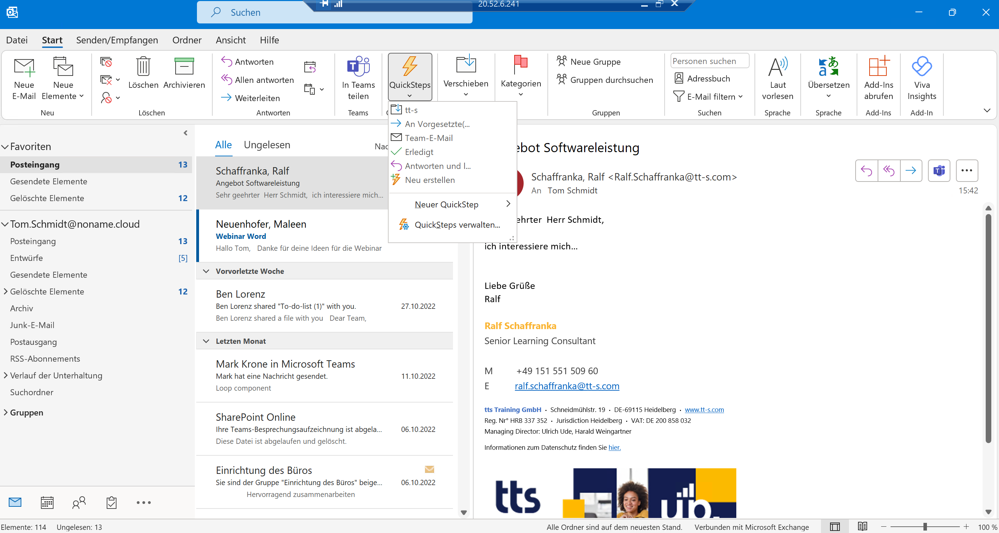 20.52.6.241
Suchen
Datei Start Senden/Empfangen Ordner Ansicht Hilfe
Neue E-Mail
Neue Elemente
Neu
Löschen
Archivieren
Löschen
Antworten
Allen antworten
Weiterleiten
Antworten
In Teams teilen
Teams
QuickSteps
Verschieben
Kategorien
Neue Gruppe
Gruppen durchsuchen
Gruppen
Personen suchen
Adressbuch
E-Mail filtern
Suchen
Laut vorlesen
Sprache
Übersetzen
Sprache
Add-Ins abrufen
Add-Ins
Viva Insights
Add-In
tt-s
An Vorgesetzte(...
Team-E-Mail
Erledigt
Antworten und l...
Neu erstellen
Neuer QuickStep
QuickSteps verwalten...
Favoriten
Posteingang 13
Gesendete Elemente
Gelöschte Elemente 12
Tom.Schmidt@noname.cloud
Posteingang 13
Entwürfe [5]
Gesendete Elemente
Gelöschte Elemente 12
Archiv
Junk-E-Mail
Postausgang
RSS-Abonnements
Verlauf der Unterhaltung
Suchordner
Gruppen
Alle Ungelesen
Schaffranka, Ralf
Angebot Softwareleistung
Sehr geehrter Herr Schmidt, ich interessiere mich...
Neuenhofer, Maleen
Webinar Word
Hallo Tom, Danke für deine Ideen für die Webinar
Vorvorletzte Woche
Ben Lorenz
Ben Lorenz shared "To-do-list (1)" with you. 27.10.2022
Ben Lorenz shared a file with you Dear Team,
Letzten Monat
Mark Krone in Microsoft Teams
Mark hat eine Nachricht gesendet. 11.10.2022
Loop component
SharePoint Online
Ihre Teams-Besprechungsaufzeichnung ist abgela... 06.10.2022
Diese Datei ist abgelaufen und gelöscht.
Einrichtung des Büros
Sie sind der Gruppe "Einrichtung des Büros" beige... 06.10.2022
Hervorragend zusammenarbeiten
ebot Softwareleistung
Schaffranka, Ralf <Ralf.Schaffranka@tt-s.com>
An Tom Schmidt
15:42
ehrter Herr Schmidt,
ich interessiere mich...
Liebe Grüße
Ralf
Ralf Schaffranka
Senior Learning Consultant
M +49 151 551 509 60
E ralf.schaffranka@tt-s.com
tts Training GmbH · Schneidmühlstr. 19 · DE-69115 Heidelberg · www.tt-s.com
Reg. Nr° HRB 337 352 · Jurisdiction Heidelberg · VAT: DE 200 858 032
Managing Director: Ulrich Ude, Harald Weingartner
Informationen zum Datenschutz finden Sie hier.
tts
Elemente: 114 Ungelesen: 13
Alle Ordner sind auf dem neuesten Stand. Verbunden mit Microsoft Exchange 100 %